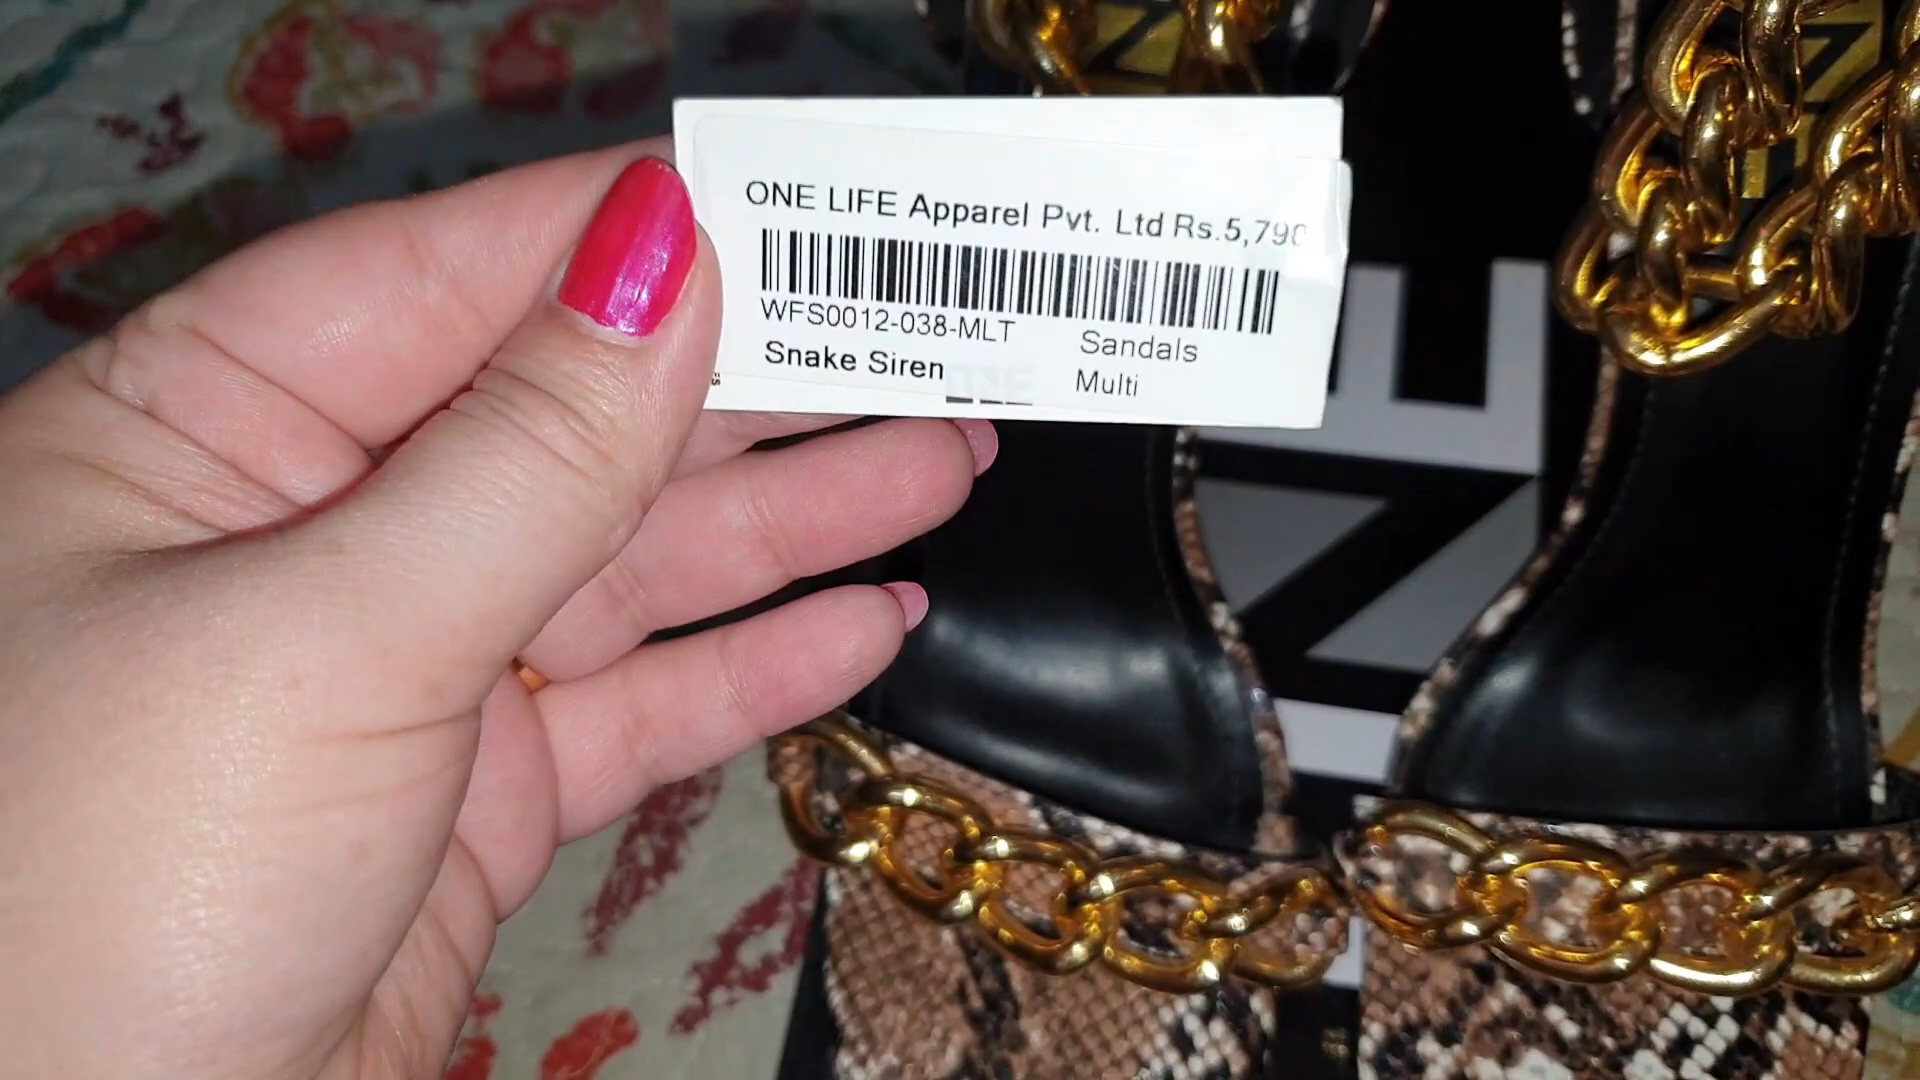 ONE LIFE Apparel Pvt. Ltd Rs.5,790
WFS0012-038-MLT Sandals
Snake Siren Multi